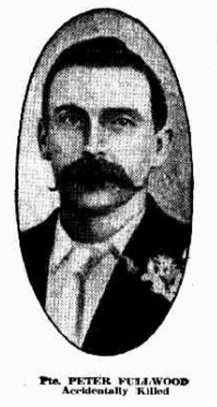 Pte. PETER FULLWOOD
Accidentally Killed